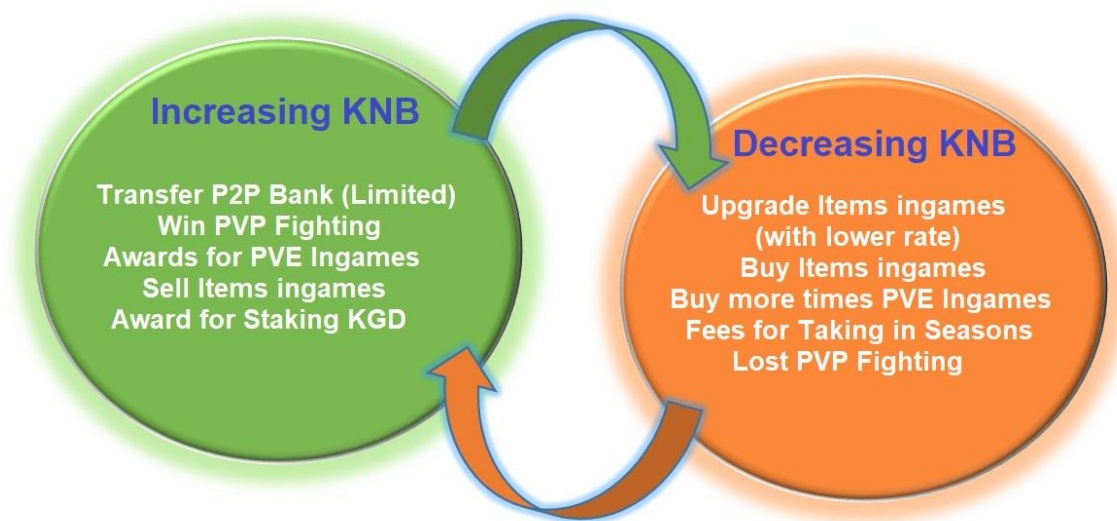 Increasing KNB
Transfer P2P Bank (Limited)
Win PVP Fighting
Awards for PVE Ingames
Sell Items ingames
Award for Staking KGD
Decreasing KNB
Upgrade Items ingames
(with lower rate)
Buy Items ingames
Buy more times PVE Ingames
Fees for Taking in Seasons
Lost PVP Fighting